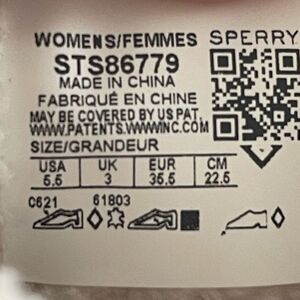 WOMENS/FEMMES SPERRY
STS86779
MADE IN CHINA
FABRIQUÉ EN CHINE
MAY BE COVERED BY US PAT.
WWW.PATENTS.WWWINC.COM
SIZE/GRANDEUR
USA UK EUR CM
5.5 3 35.5 22.5
C621 61803